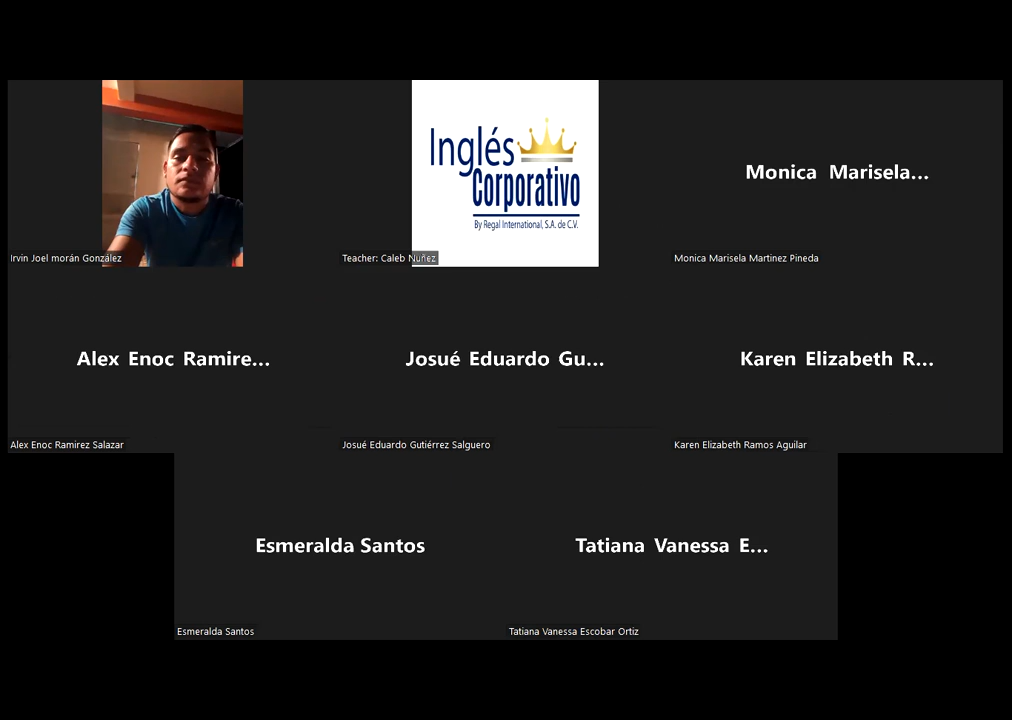 Inglés
Corporativo
By Regal International, S.A. de C.V.
Monica Marisela...
Irvin Joel morán González
Teacher: Caleb Nuñez
Monica Marisela Martinez Pineda
Alex Enoc Ramire...
Josué Eduardo Gu...
Karen Elizabeth R...
Alex Enoc Ramirez Salazar
Josué Eduardo Gutiérrez Salguero
Karen Elizabeth Ramos Aguilar
Esmeralda Santos
Tatiana Vanessa E...
Esmeralda Santos
Tatiana Vanessa Escobar Ortiz